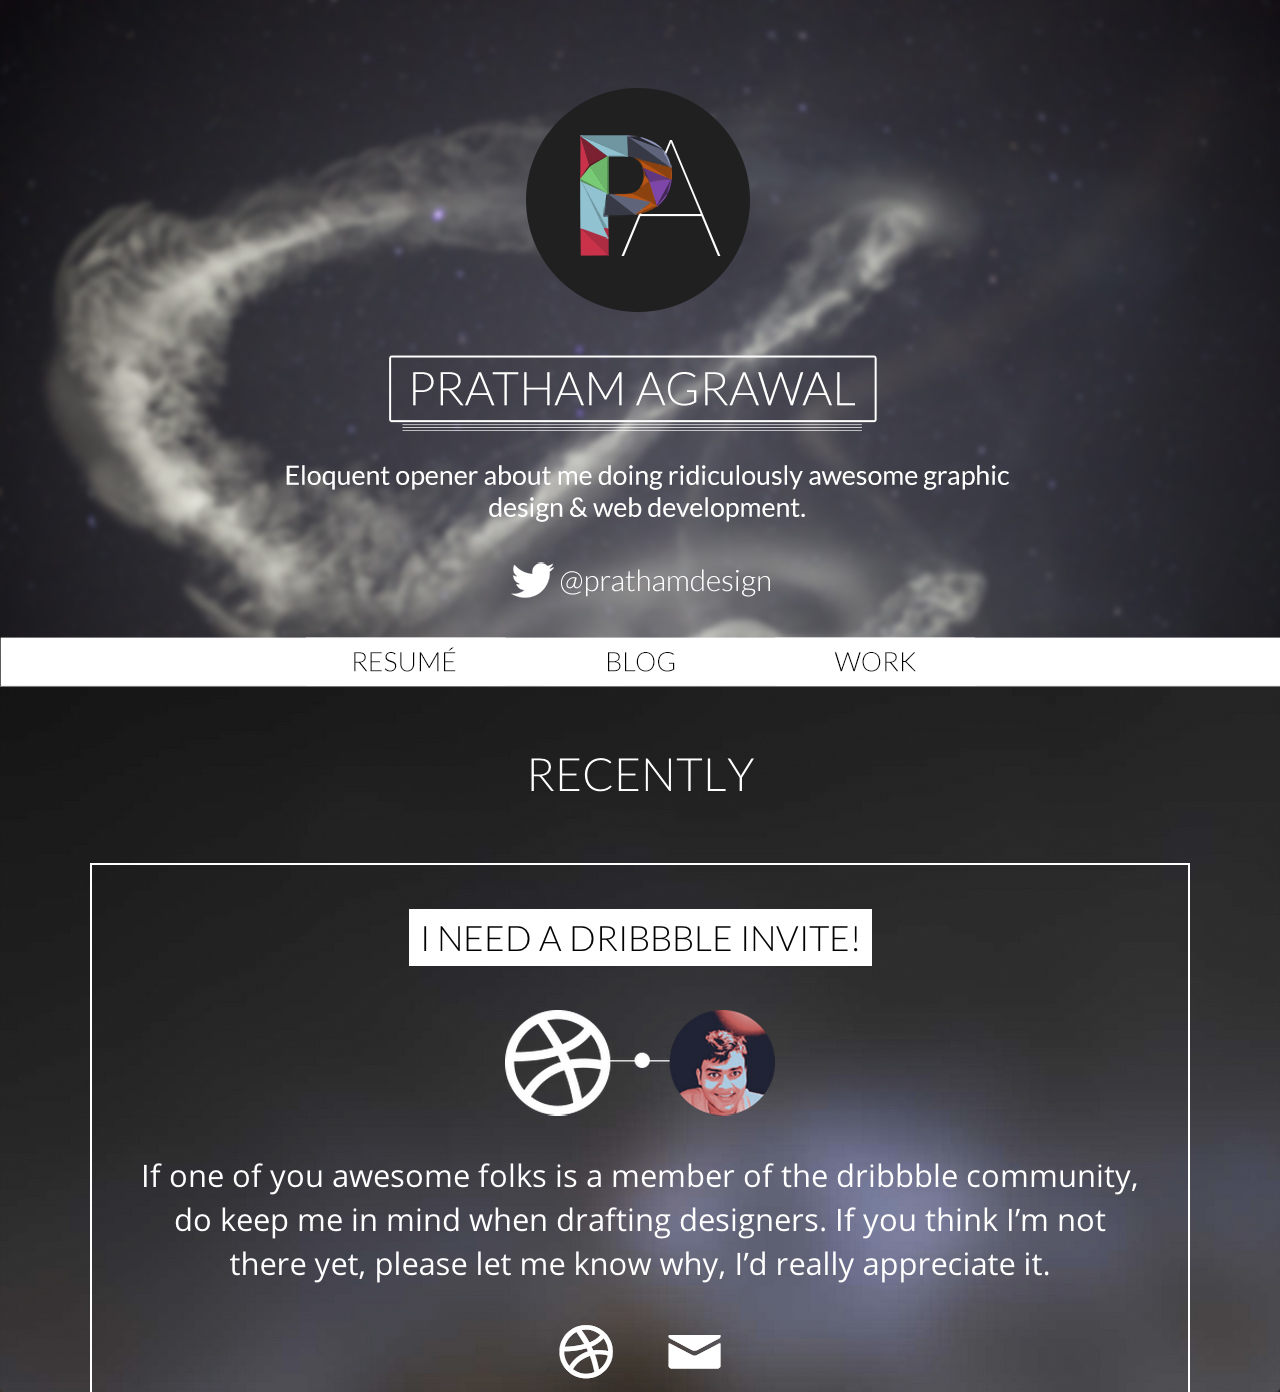 PA
PRATHAM AGRAWAL
Eloquent opener about me doing ridiculously awesome graphic
design & web development.
@prathamdesign
RESUMÉ BLOG WORK
RECENTLY
I NEED A DRIBBBLE INVITE!
If one of you awesome folks is a member of the dribbble community,
do keep me in mind when drafting designers. If you think I’m not
there yet, please let me know why, I’d really appreciate it.